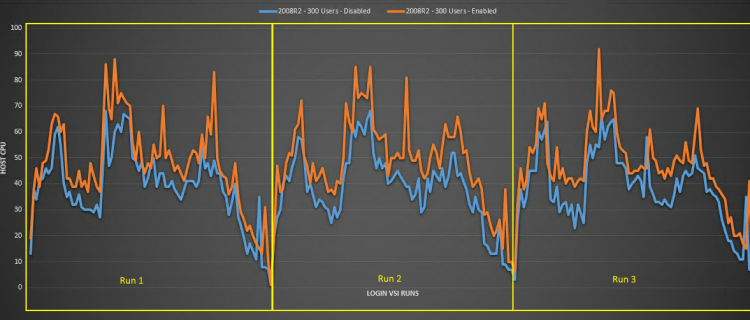 2008R2 - 300 Users - Disabled 2008R2 - 300 Users - Enabled
100
90
80
70
60
50
40
30
20
10
0
HOST CPU
Run 1
Run 2
Run 3
LOGIN VSI RUNS